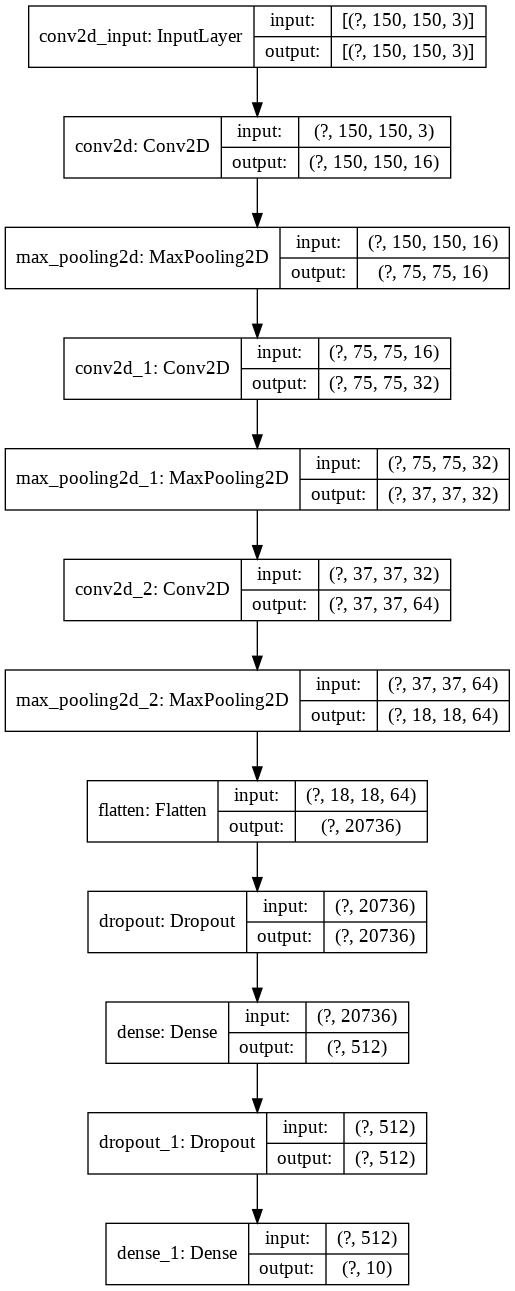 conv2d_input: InputLayer input: [(?, 150, 150, 3)]
output: [(?, 150, 150, 3)]
conv2d: Conv2D input: (?, 150, 150, 3)
output: (?, 150, 150, 16)
max_pooling2d: MaxPooling2D input: (?, 150, 150, 16)
output: (?, 75, 75, 16)
conv2d_1: Conv2D input: (?, 75, 75, 16)
output: (?, 75, 75, 32)
max_pooling2d_1: MaxPooling2D input: (?, 75, 75, 32)
output: (?, 37, 37, 32)
conv2d_2: Conv2D input: (?, 37, 37, 32)
output: (?, 37, 37, 64)
max_pooling2d_2: MaxPooling2D input: (?, 37, 37, 64)
output: (?, 18, 18, 64)
flatten: Flatten input: (?, 18, 18, 64)
output: (?, 20736)
dropout: Dropout input: (?, 20736)
output: (?, 20736)
dense: Dense input: (?, 20736)
output: (?, 512)
dropout_1: Dropout input: (?, 512)
output: (?, 512)
dense_1: Dense input: (?, 512)
output: (?, 10)